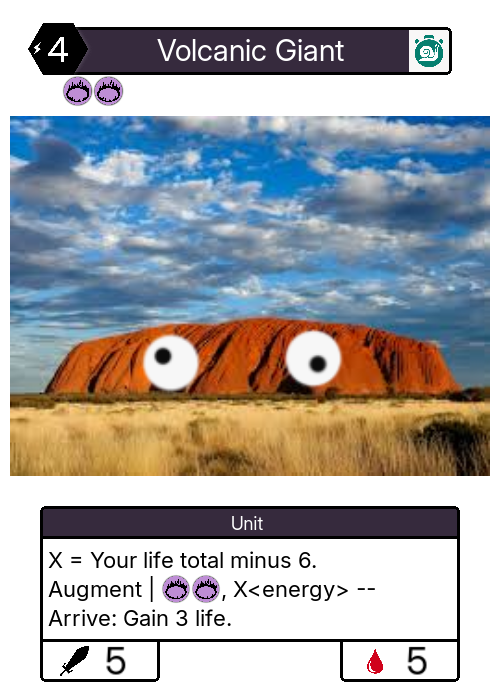 4
Volcanic Giant
Unit
X = Your life total minus 6.
Augment | , X<energy> --
Arrive: Gain 3 life.
5
5